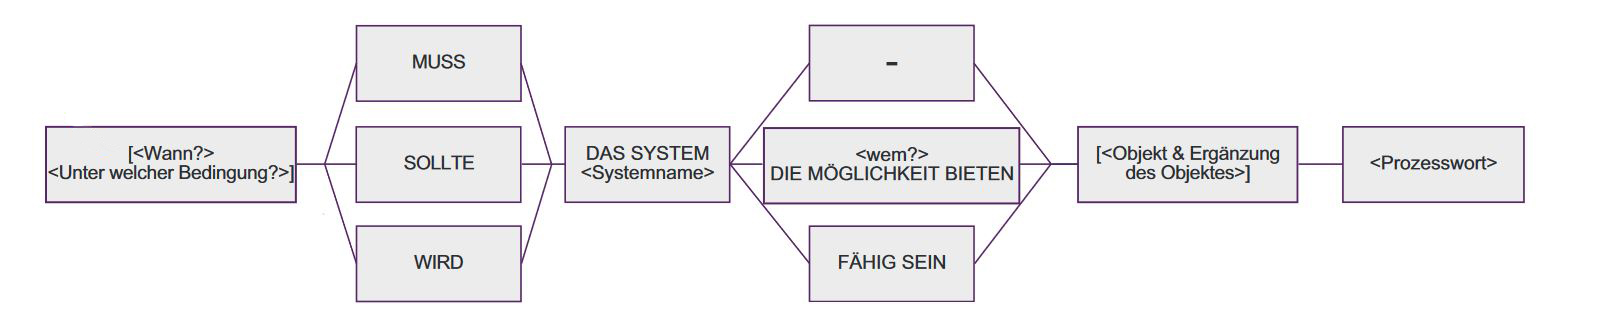 [<Wann?>
<Unter welcher Bedingung?>]
MUSS
SOLLTE
WIRD
DAS SYSTEM
<Systemname>
-
<wem?>
DIE MÖGLICHKEIT BIETEN
FÄHIG SEIN
[<Objekt & Ergänzung
des Objektes>]
<Prozesswort>